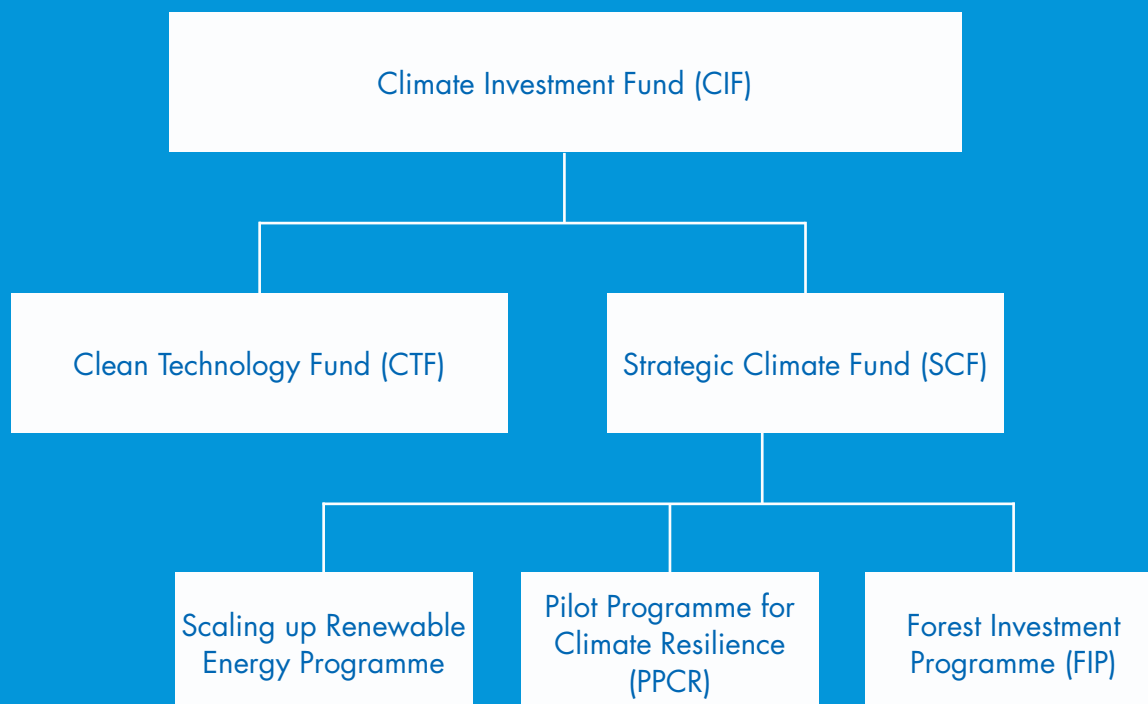 Climate Investment Fund (CIF)
Clean Technology Fund (CTF)
Strategic Climate Fund (SCF)
Scaling up Renewable
Energy Programme
Pilot Programme for
Climate Resilience
(PPCR)
Forest Investment
Programme (FIP)